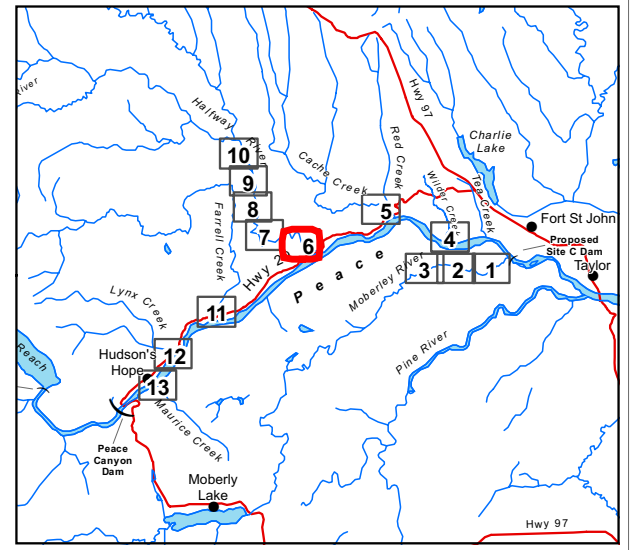 River
Halfway
River
Hwy 97
Charlie
Lake
10
9
8
7
6
5
Cache Creek
Red Creek
Wilder Creek
Tea Creek
Farrell Creek
Fort St John
Proposed
Site C Dam
Taylor
4
3
2
1
Hwy 2
Peace
Moberley River
Lynx Creek
11
Pine River
Reach
Hudson's
Hope
12
13
Maurice Creek
Peace
Canyon
Dam
Moberly
Lake
Hwy 97